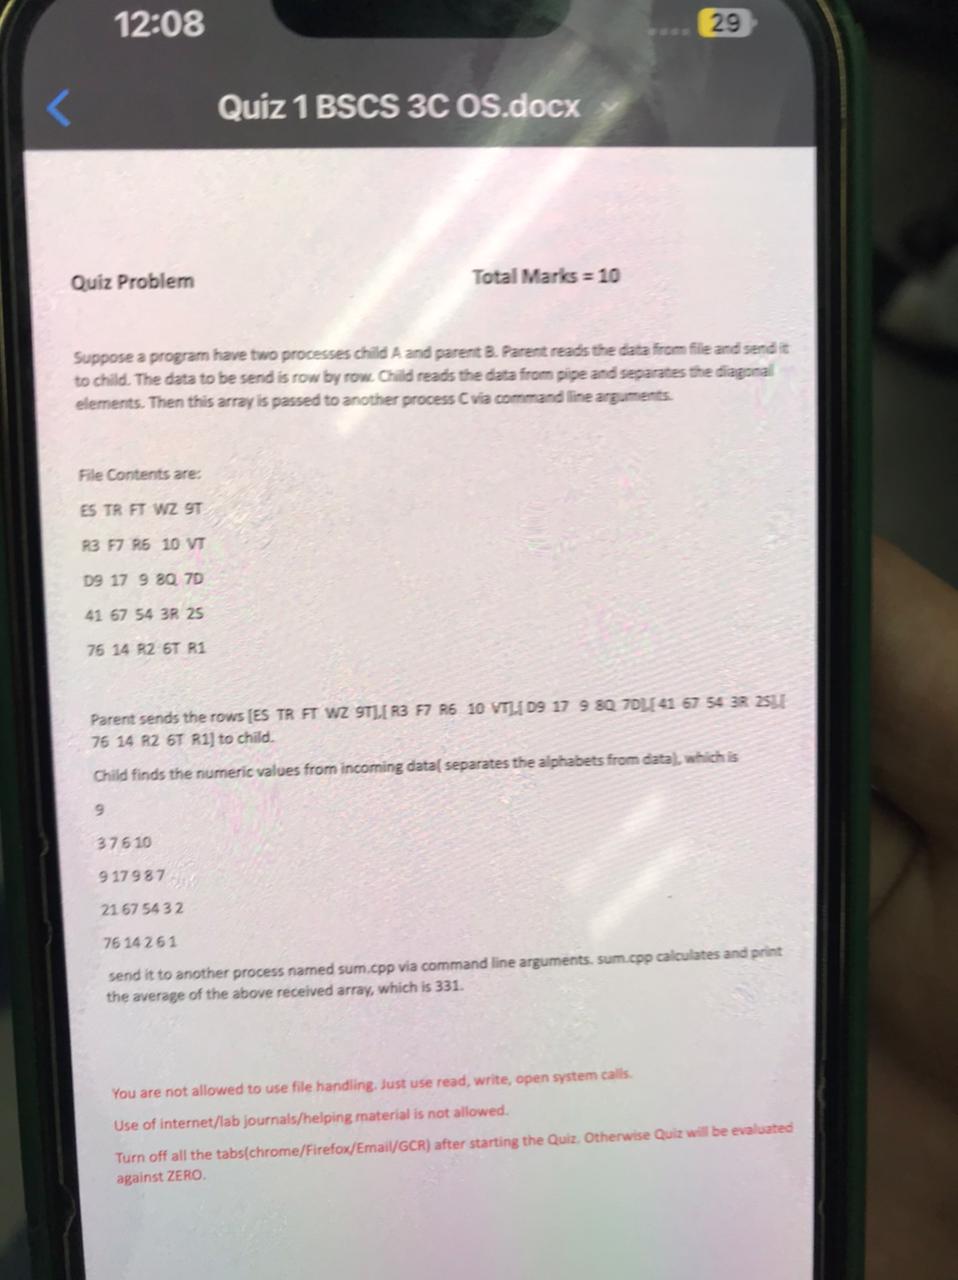 12:08
29
Quiz 1 BSCS 3C OS.docx
Quiz Problem Total Marks = 10
Suppose a program have two processes child A and parent B. Parent reads the data from file and send it
to child. The data to be send is row by row. Child reads the data from pipe and separates the diagonal
elements. Then this array is passed to another process C via command line arguments.
File Contents are:
ES TR FT WZ 9T
R3 F7 R6 10 VT
D9 17 9 8Q 7D
41 67 54 3R 2S
76 14 R2 6T R1
Parent sends the rows [ES TR FT WZ 9T],[ R3 F7 R6 10 VT],[ D9 17 9 8Q 7D],[ 41 67 54 3R 2S],[
76 14 R2 6T R1] to child.
Child finds the numeric values from incoming data( separates the alphabets from data), which is
9
3 7 6 10
9 17 9 8 7
21 67 54 3 2
76 14 2 6 1
send it to another process named sum.cpp via command line arguments. sum.cpp calculates and print
the average of the above received array, which is 331.
You are not allowed to use file handling. Just use read, write, open system calls.
Use of internet/lab journals/helping material is not allowed.
Turn off all the tabs(chrome/Firefox/Email/GCR) after starting the Quiz. Otherwise Quiz will be evaluated
against ZERO.